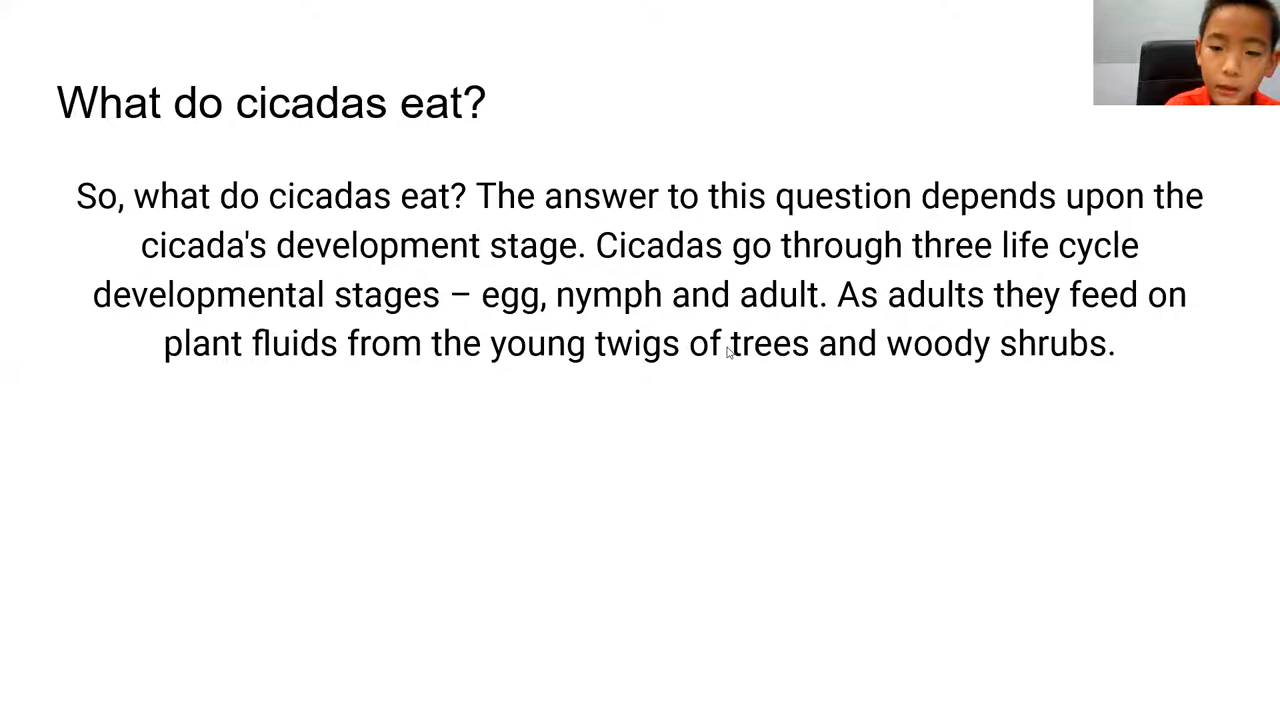 What do cicadas eat?
So, what do cicadas eat? The answer to this question depends upon the
cicada's development stage. Cicadas go through three life cycle
developmental stages – egg, nymph and adult. As adults they feed on
plant fluids from the young twigs of trees and woody shrubs.